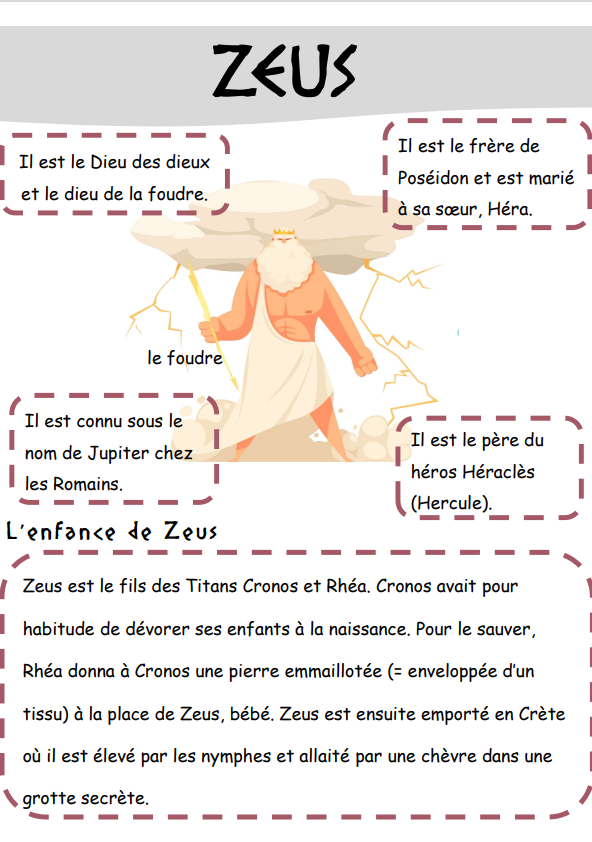 ZEUS
Il est le Dieu des dieux
et le dieu de la foudre.
Il est le frère de
Poséidon et est marié
à sa sœur, Héra.
le foudre
Il est connu sous le
nom de Jupiter chez
les Romains.
Il est le père du
héros Héraclès
(Hercule).
L'enfance de Zeus
Zeus est le fils des Titans Cronos et Rhéa. Cronos avait pour
habitude de dévorer ses enfants à la naissance. Pour le sauver,
Rhéa donna à Cronos une pierre emmaillotée (= enveloppée d'un
tissu) à la place de Zeus, bébé. Zeus est ensuite emporté en Crète
où il est élevé par les nymphes et allaité par une chèvre dans une
grotte secrète.